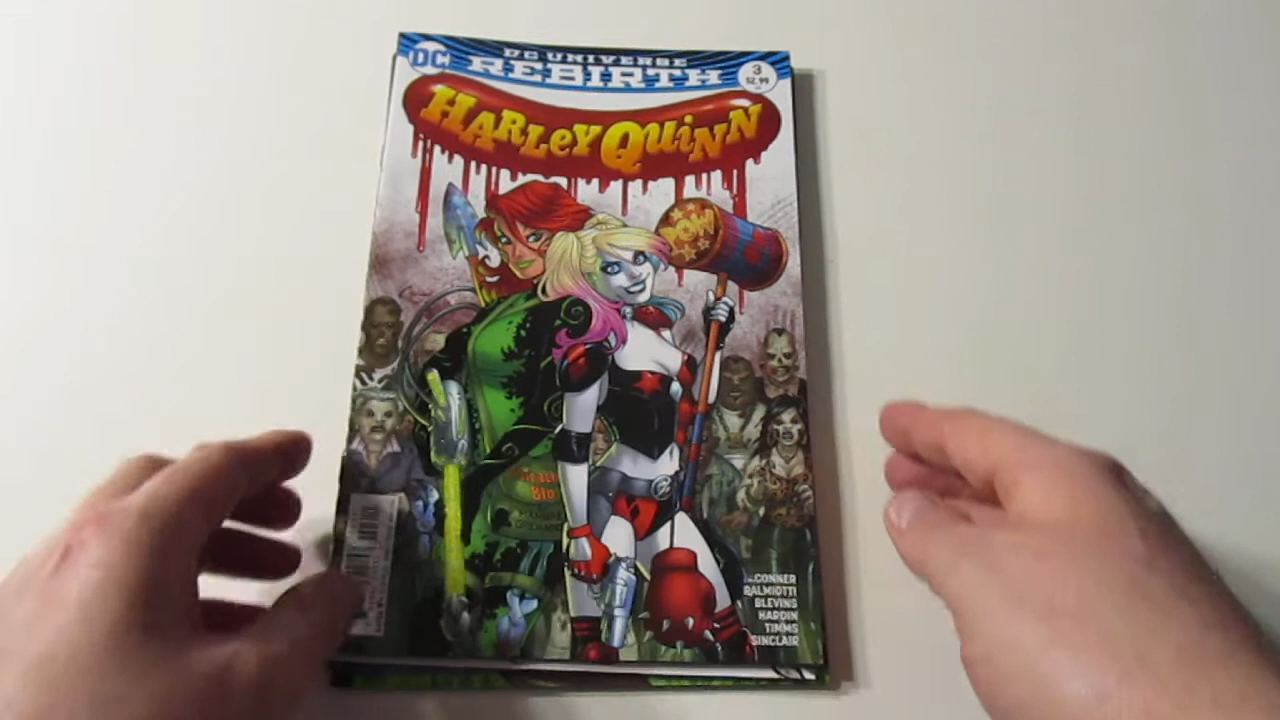 DC
DC UNIVERSE
REBIRTH
3
$2.99
HARLEY QUINN
POW
CONNER
PALMIOTTI
BLEVINS
HARDIN
TIMMS
SINCLAIR